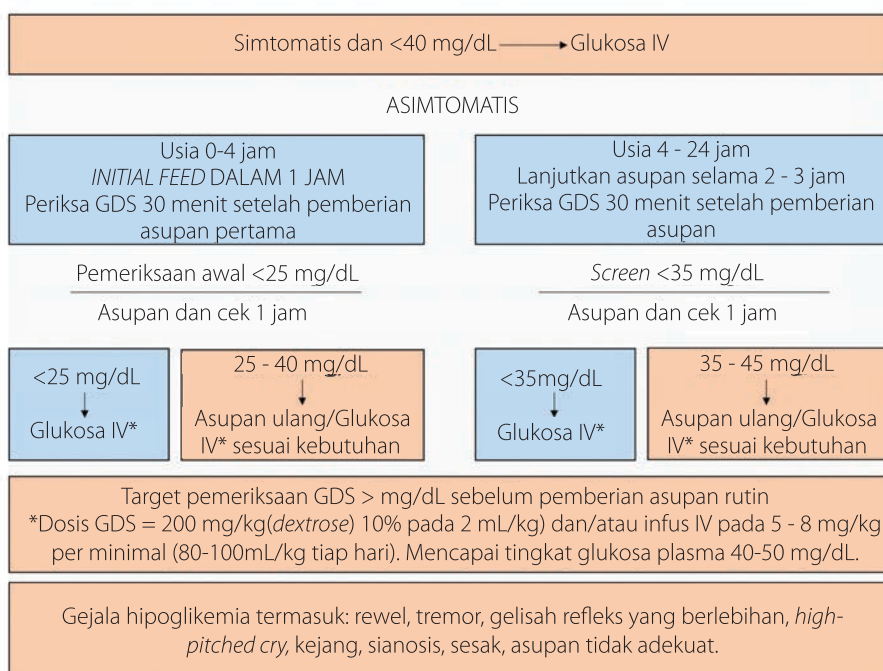 Simtomatis dan <40 mg/dL → Glukosa IV
ASIMTOMATIS
Usia 0-4 jam
INITIAL FEED DALAM 1 JAM
Periksa GDS 30 menit setelah pemberian
asupan pertama
Usia 4 - 24 jam
Lanjutkan asupan selama 2 - 3 jam
Periksa GDS 30 menit setelah pemberian
asupan
Pemeriksaan awal <25 mg/dL
Asupan dan cek 1 jam
Screen <35 mg/dL
Asupan dan cek 1 jam
<25 mg/dL
Glukosa IV*
25 - 40 mg/dL
Asupan ulang/Glukosa
IV* sesuai kebutuhan
<35mg/dL
Glukosa IV*
35 - 45 mg/dL
Asupan ulang/Glukosa
IV* sesuai kebutuhan
Target pemeriksaan GDS > mg/dL sebelum pemberian asupan rutin
*Dosis GDS = 200 mg/kg(dextrose) 10% pada 2 mL/kg) dan/atau infus IV pada 5 - 8 mg/kg
per minimal (80-100mL/kg tiap hari). Mencapai tingkat glukosa plasma 40-50 mg/dL.
Gejala hipoglikemia termasuk: rewel, tremor, gelisah refleks yang berlebihan, high-
pitched cry, kejang, sianosis, sesak, asupan tidak adekuat.